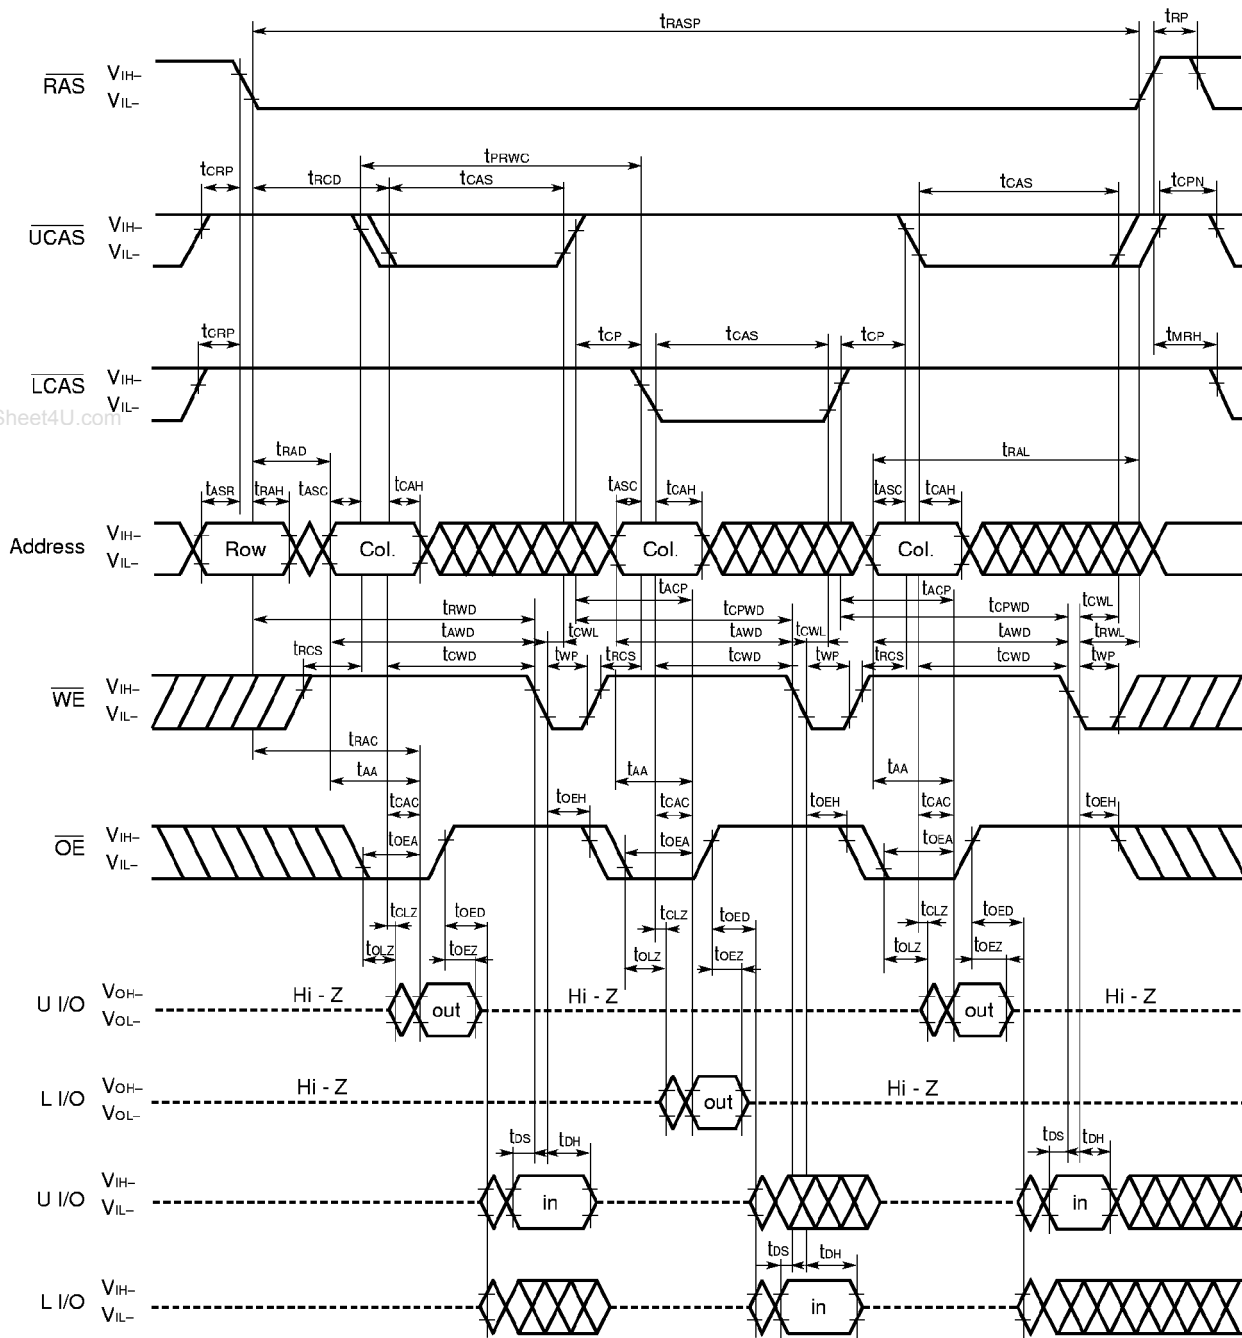 tRASP tRP
RAS VIH–
VIL–
tPRWC
tCRP tRCD tCAS tCAS tCPN
UCAS VIH–
VIL–
tCRP tCP tCAS tCP tMRH
LCAS VIH–
VIL–
Sheet4U.com
tRAD tRAL
tASR tRAH tASC tCAH tASC tCAH tASC tCAH
Address VIH–
VIL–
Row Col. Col. Col.
tACP tACP
tRWD tCPWD tCPWD tCWL
tAWD tCWL tAWD tCWL tAWD tRWL
tRCS tCWD tWP tRCS tCWD tWP tRCS tCWD tWP
WE VIH–
VIL–
tRAC
tAA tAA tAA
tCAC tOEH tCAC tOEH tCAC tOEH
OE VIH–
VIL–
tOEA tOEA tOEA
tCLZ tOED tCLZ tOED tCLZ tOED
tOLZ tOEZ tOLZ tOEZ tOLZ tOEZ
U I/O VOH–
VOL–
Hi - Z out Hi - Z out Hi - Z
L I/O VOH–
VOL–
Hi - Z out Hi - Z
tDS tDH tDS tDH
U I/O VIH–
VIL–
in in
tDS tDH
L I/O VIH–
VIL–
in